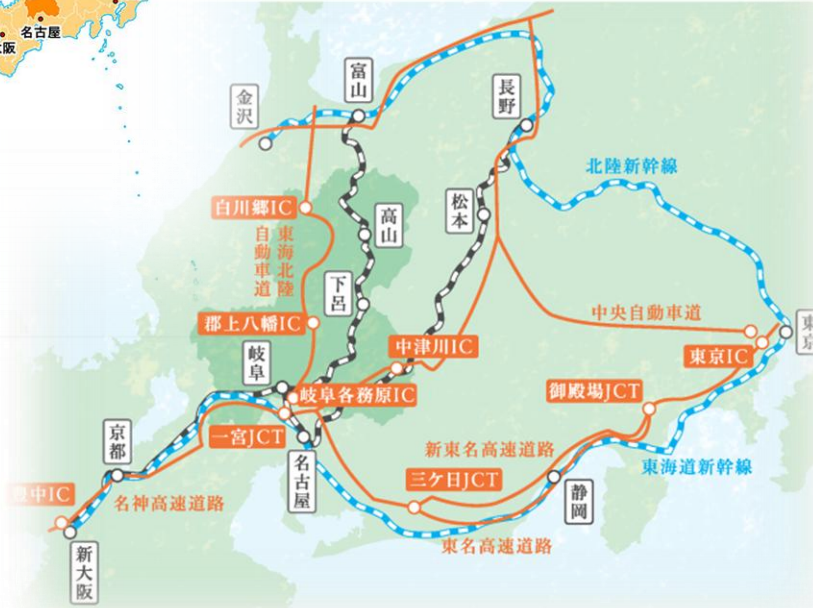 名古屋
富山
長野
金沢
北陸新幹線
白川郷IC
松本
高山
東海北陸
自動車道
下呂
中央自動車道
郡上八幡IC
中津川IC
東京IC
岐阜
岐阜各務原IC
御殿場JCT
一宮JCT
京都
新東名高速道路
名古屋
三ケ日JCT
東海道新幹線
中IC
名神高速道路
静岡
東名高速道路
新大阪